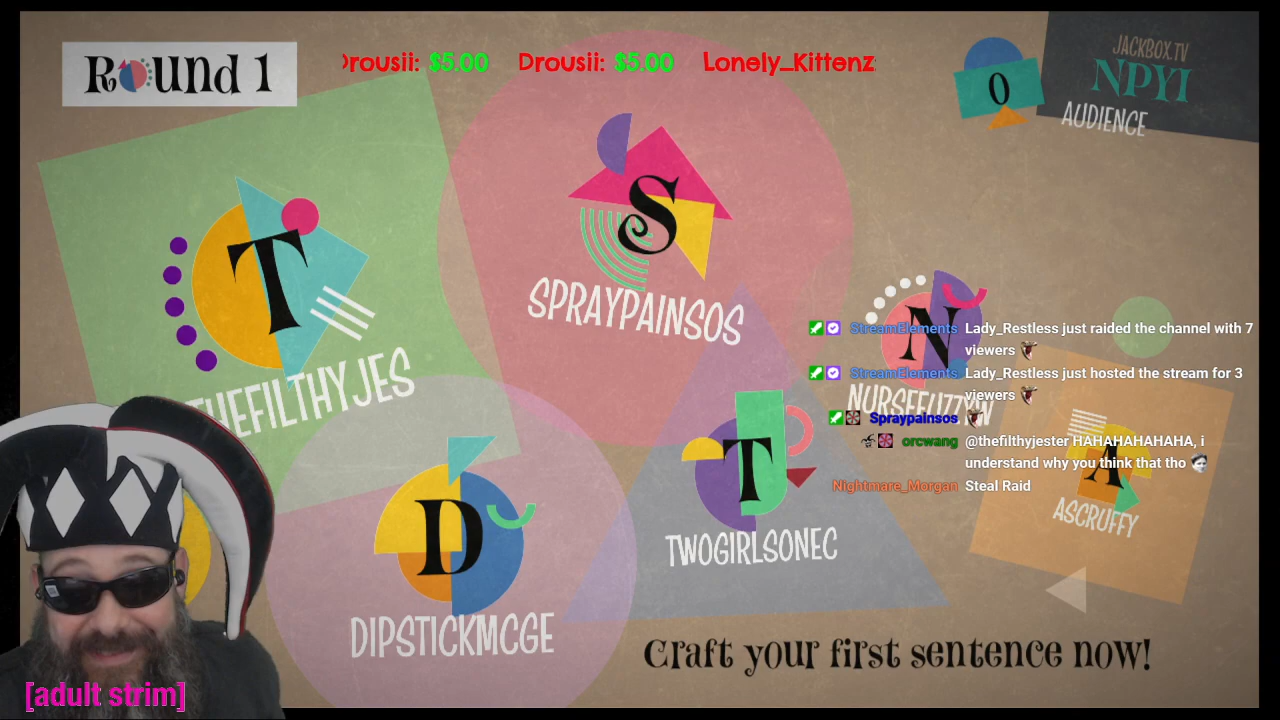 Round 1
Drousii: $5.00 Drousii: $5.00 Lonely_Kittenz
JACKBOX.TV
NPYI
AUDIENCE
0
T
THEFILTHYJES
S
SPRAYPAINSOS
N
NURSEFUZZYW
D
DIPSTICKMCGE
T
TWOGIRLSONEC
A
ASCRUFFY
StreamElements Lady_Restless just raided the channel with 7
viewers
StreamElements Lady_Restless just hosted the stream for 3
viewers
Spraypainsos
orcwang @thefilthyjester HAHAHAHAHAHA, i
understand why you think that tho
Nightmare_Morgan Steal Raid
Craft your first sentence now!
[adult strim]